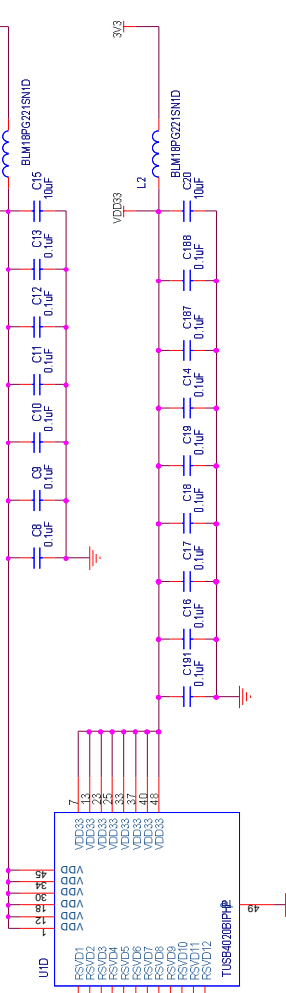 3V3
BLM18PG221SN1D
BLM18PG221SN1D
L2
VDD33
C15
10uF
C13
0.1uF
C12
0.1uF
C11
0.1uF
C10
0.1uF
C9
0.1uF
C8
0.1uF
C20
10uF
C188
0.1uF
C187
0.1uF
C14
0.1uF
C19
0.1uF
C18
0.1uF
C17
0.1uF
C16
0.1uF
C191
0.1uF
7
13
23
25
33
37
40
48
VDD33
VDD33
VDD33
VDD33
VDD33
VDD33
VDD33
VDD33
45
34
30
18
12
1
VDD
VDD
VDD
VDD
VDD
VDD
U1D
RSVD1
RSVD2
RSVD3
RSVD4
RSVD5
RSVD6
RSVD7
RSVD8
RSVD9
RSVD10
RSVD11
RSVD12
TUSB4020BIPHP
49